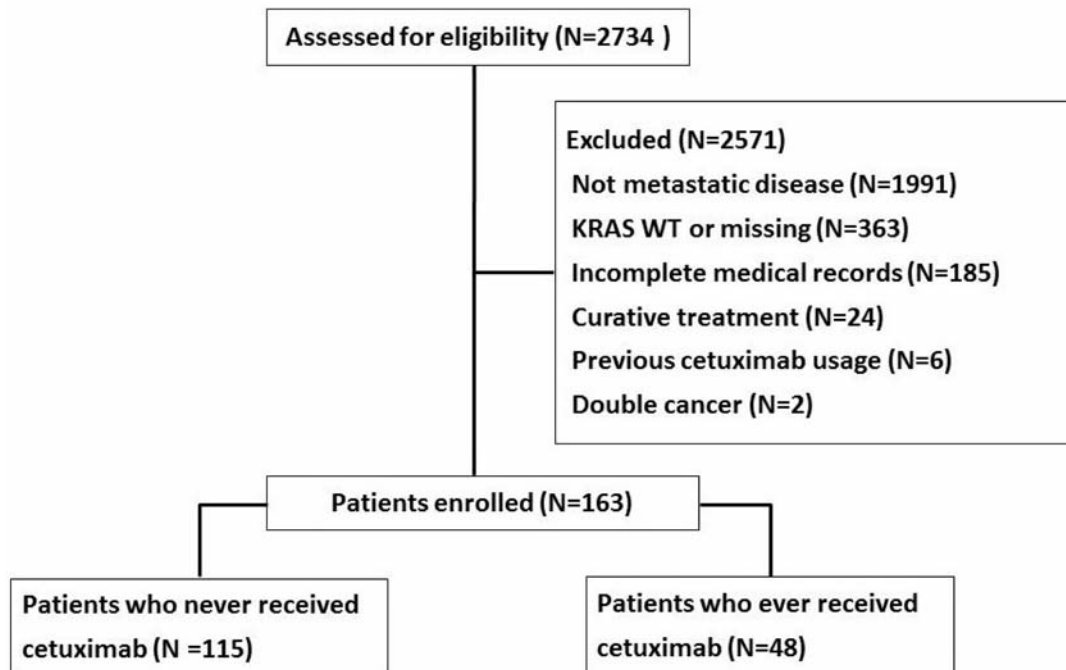 Assessed for eligibility (N=2734 )
Excluded (N=2571)
Not metastatic disease (N=1991)
KRAS WT or missing (N=363)
Incomplete medical records (N=185)
Curative treatment (N=24)
Previous cetuximab usage (N=6)
Double cancer (N=2)
Patients enrolled (N=163)
Patients who never received
cetuximab (N =115)
Patients who ever received
cetuximab (N=48)